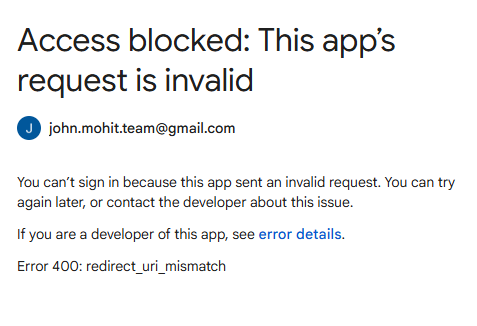 Access blocked: This app’s
request is invalid
J john.mohit.team@gmail.com
You can’t sign in because this app sent an invalid request. You can try
again later, or contact the developer about this issue.
If you are a developer of this app, see error details.
Error 400: redirect_uri_mismatch